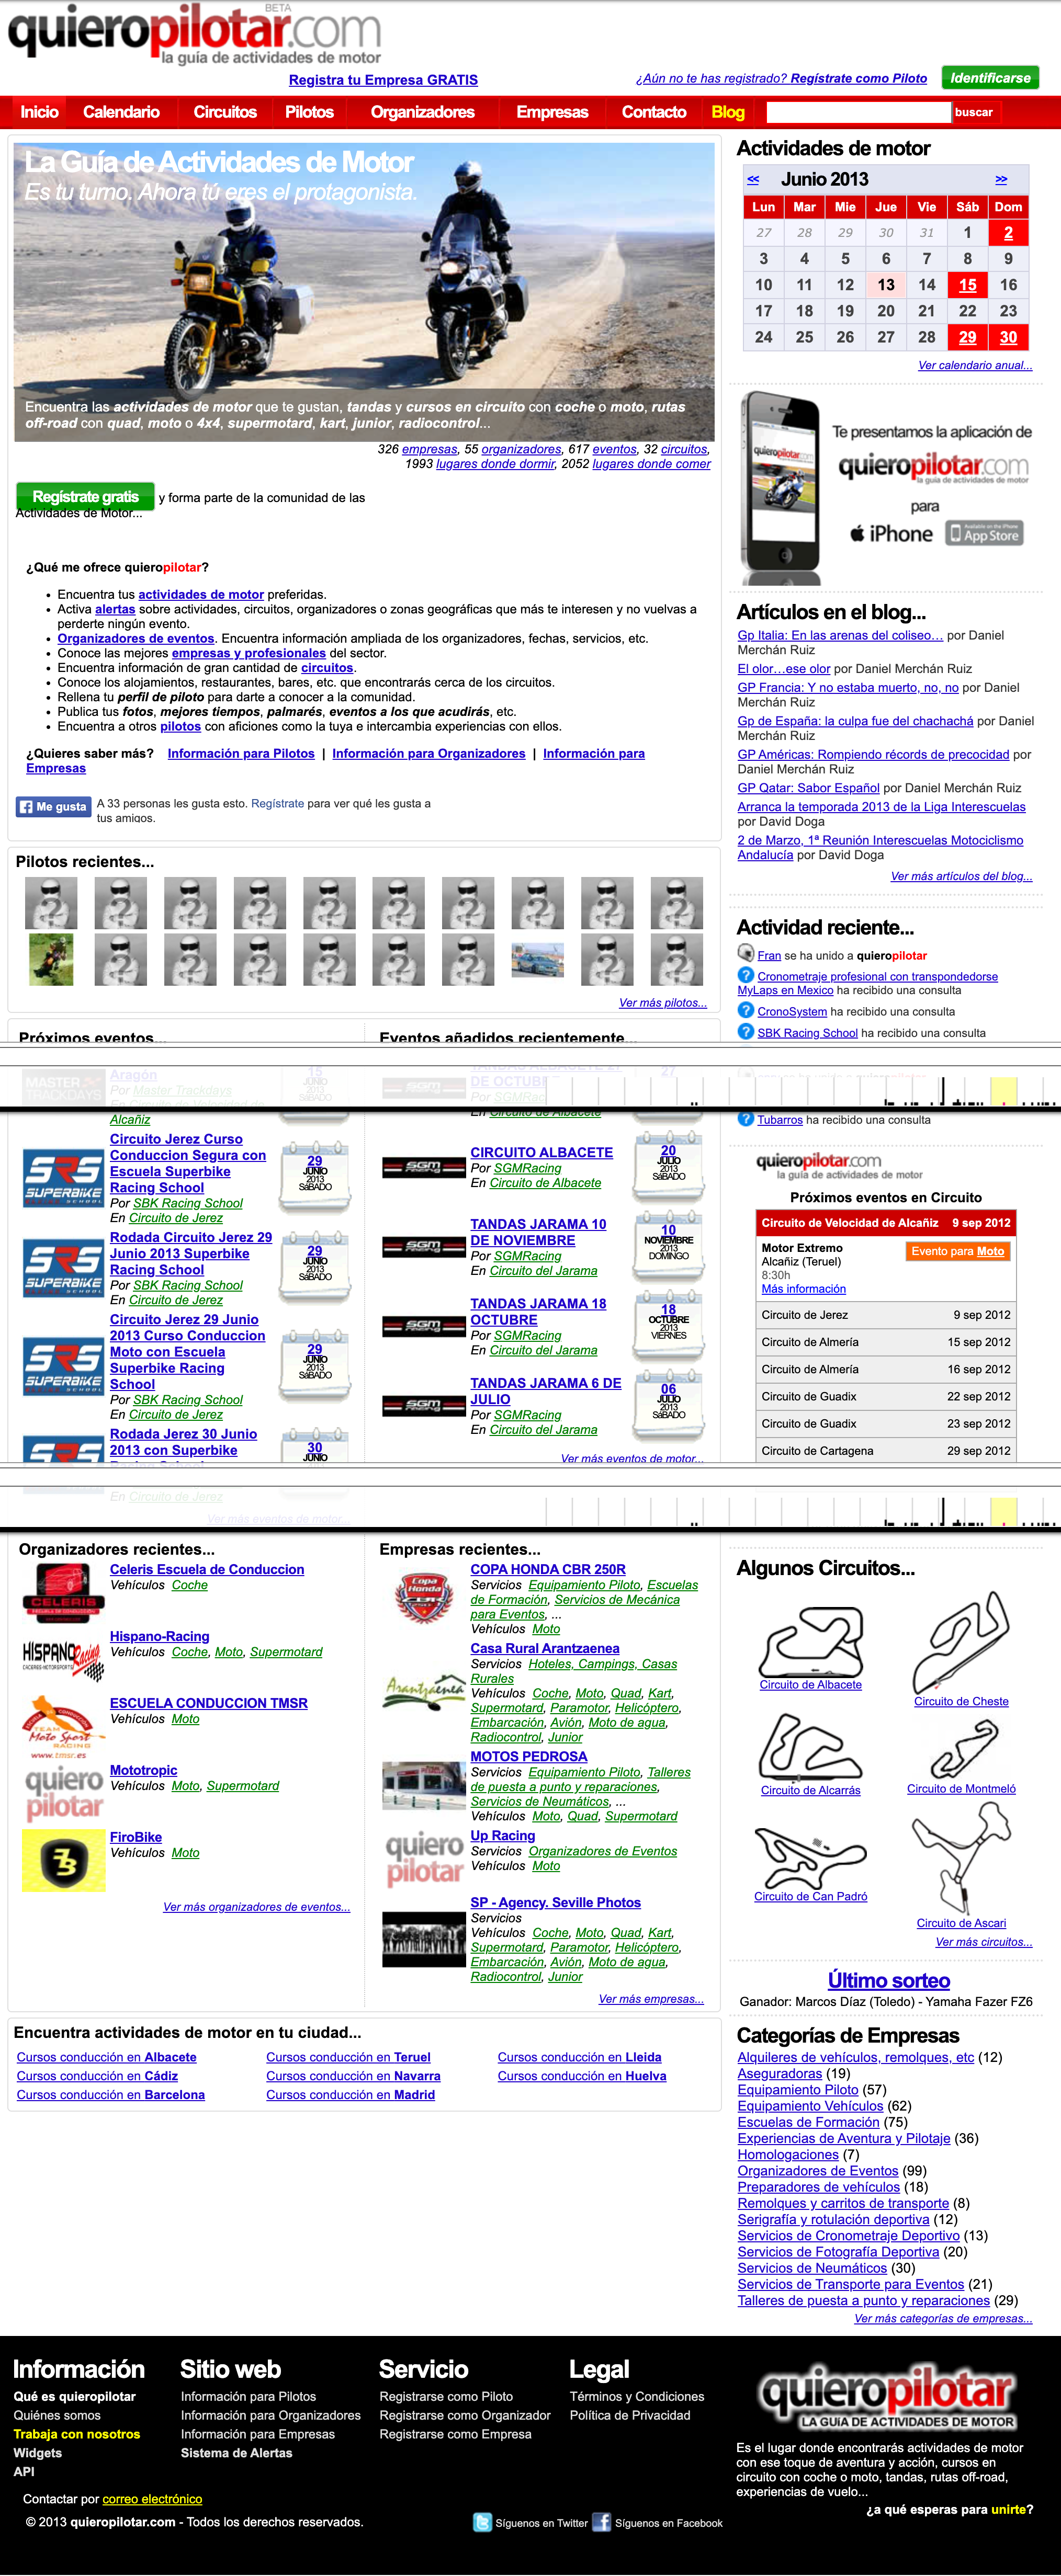 BETA
quieropilotar.com
la guía de actividades de motor
Registra tu Empresa GRATIS
¿Aún no te has registrado? Regístrate como Piloto
Identificarse
Inicio Calendario Circuitos Pilotos Organizadores Empresas Contacto Blog
buscar
La Guía de Actividades de Motor
Es tu turno. Ahora tú eres el protagonista.
Encuentra las actividades de motor que te gustan, tandas y cursos en circuito con coche o moto, rutas
off-road con quad, moto o 4x4, supermotard, kart, junior, radiocontrol...
326 empresas, 55 organizadores, 617 eventos, 32 circuitos,
1993 lugares donde dormir, 2052 lugares donde comer
Regístrate gratis y forma parte de la comunidad de las
Actividades de Motor...
¿Qué me ofrece quieropilotar?
Encuentra tus actividades de motor preferidas.
Activa alertas sobre actividades, circuitos, organizadores o zonas geográficas que más te interesen y no vuelvas a
perderte ningún evento.
Organizadores de eventos. Encuentra información ampliada de los organizadores, fechas, servicios, etc.
Conoce las mejores empresas y profesionales del sector.
Encuentra información de gran cantidad de circuitos.
Conoce los alojamientos, restaurantes, bares, etc. que encontrarás cerca de los circuitos.
Rellena tu perfil de piloto para darte a conocer a la comunidad.
Publica tus fotos, mejores tiempos, palmarés, eventos a los que acudirás, etc.
Encuentra a otros pilotos con aficiones como la tuya e intercambia experiencias con ellos.
¿Quieres saber más? Información para Pilotos | Información para Organizadores | Información para
Empresas
Me gusta A 33 personas les gusta esto. Regístrate para ver qué les gusta a
tus amigos.
Pilotos recientes...
Ver más pilotos...
Actividades de motor
<< Junio 2013 >>
Lun Mar Mie Jue Vie Sáb Dom
27 28 29 30 31 1 2
3 4 5 6 7 8 9
10 11 12 13 14 15 16
17 18 19 20 21 22 23
24 25 26 27 28 29 30
Ver calendario anual...
Te presentamos la aplicación de
quieropilotar.com
la guía de actividades de motor
para
iPhone
Available on the iPhone
App Store
Artículos en el blog...
Gp Italia: En las arenas del coliseo… por Daniel
Merchán Ruiz
El olor…ese olor por Daniel Merchán Ruiz
GP Francia: Y no estaba muerto, no, no por Daniel
Merchán Ruiz
Gp de España: la culpa fue del chachachá por Daniel
Merchán Ruiz
GP Américas: Rompiendo récords de precocidad por
Daniel Merchán Ruiz
GP Qatar: Sabor Español por Daniel Merchán Ruiz
Arranca la temporada 2013 de la Liga Interescuelas
por David Doga
2 de Marzo, 1ª Reunión Interescuelas Motociclismo
Andalucía por David Doga
Ver más artículos del blog...
Actividad reciente...
Fran se ha unido a quieropilotar
Cronometraje profesional con transpondedorse
MyLaps en Mexico ha recibido una consulta
CronoSystem ha recibido una consulta
SBK Racing School ha recibido una consulta
Tubarros ha recibido una consulta
Próximos eventos...
MASTER
TRACKDAYS
Aragón
Por Master Trackdays
En Circuito de Velocidad de
Alcañiz
15
JUNIO
2013
SáBADO
SRS
SUPERBIKE
RACING SCHOOL
Circuito Jerez Curso
Conduccion Segura con
Escuela Superbike
Racing School
Por SBK Racing School
En Circuito de Jerez
29
JUNIO
2013
SáBADO
SRS
SUPERBIKE
RACING SCHOOL
Rodada Circuito Jerez 29
Junio 2013 Superbike
Racing School
Por SBK Racing School
En Circuito de Jerez
29
JUNIO
2013
SáBADO
SRS
SUPERBIKE
RACING SCHOOL
Circuito Jerez 29 Junio
2013 Curso Conduccion
Moto con Escuela
Superbike Racing
School
Por SBK Racing School
En Circuito de Jerez
29
JUNIO
2013
SáBADO
SRS
Rodada Jerez 30 Junio
2013 con Superbike
30
JUNIO
En Circuito de Jerez
Ver más eventos de motor...
Eventos añadidos recientemente...
SGM
TANDAS ALBACETE 27
DE OCTUBRE
Por SGMRacing
En Circuito de Albacete
27
SGM
CIRCUITO ALBACETE
Por SGMRacing
En Circuito de Albacete
20
JULIO
2013
SáBADO
SGM
TANDAS JARAMA 10
DE NOVIEMBRE
Por SGMRacing
En Circuito del Jarama
10
NOVIEMBRE
2013
DOMINGO
SGM
TANDAS JARAMA 18
OCTUBRE
Por SGMRacing
En Circuito del Jarama
18
OCTUBRE
2013
VIERNES
SGM
TANDAS JARAMA 6 DE
JULIO
Por SGMRacing
En Circuito del Jarama
06
JULIO
2013
SáBADO
Ver más eventos de motor...
quieropilotar.com
la guía de actividades de motor
Próximos eventos en Circuito
Circuito de Velocidad de Alcañiz 9 sep 2012
Motor Extremo
Alcañiz (Teruel)
8:30h
Más información
Evento para Moto
Circuito de Jerez 9 sep 2012
Circuito de Almería 15 sep 2012
Circuito de Almería 16 sep 2012
Circuito de Guadix 22 sep 2012
Circuito de Guadix 23 sep 2012
Circuito de Cartagena 29 sep 2012
Organizadores recientes...
CELERIS
Celeris Escuela de Conduccion
Vehículos Coche
HISPANO Racing
Hispano-Racing
Vehículos Coche, Moto, Supermotard
Moto Sport
www.tmsr.es
ESCUELA CONDUCCION TMSR
Vehículos Moto
quiero
pilotar
Mototropic
Vehículos Moto, Supermotard
FiroBike
Vehículos Moto
Ver más organizadores de eventos...
Empresas recientes...
Copa
Honda
COPA HONDA CBR 250R
Servicios Equipamiento Piloto, Escuelas
de Formación, Servicios de Mecánica
para Eventos, ...
Vehículos Moto
Arantzaenea
Casa Rural Arantzaenea
Servicios Hoteles, Campings, Casas
Rurales
Vehículos Coche, Moto, Quad, Kart,
Supermotard, Paramotor, Helicóptero,
Embarcación, Avión, Moto de agua,
Radiocontrol, Junior
MOTOS PEDROSA
Servicios Equipamiento Piloto, Talleres
de puesta a punto y reparaciones,
Servicios de Neumáticos, ...
Vehículos Moto, Quad, Supermotard
quiero
pilotar
Up Racing
Servicios Organizadores de Eventos
Vehículos Moto
SP - Agency. Seville Photos
Servicios
Vehículos Coche, Moto, Quad, Kart,
Supermotard, Paramotor, Helicóptero,
Embarcación, Avión, Moto de agua,
Radiocontrol, Junior
Ver más empresas...
Encuentra actividades de motor en tu ciudad...
Cursos conducción en Albacete Cursos conducción en Teruel Cursos conducción en Lleida
Cursos conducción en Cádiz Cursos conducción en Navarra Cursos conducción en Huelva
Cursos conducción en Barcelona Cursos conducción en Madrid
Algunos Circuitos...
Circuito de Albacete
Circuito de Cheste
Circuito de Alcarrás
Circuito de Montmeló
Circuito de Can Padró
Circuito de Ascari
Ver más circuitos...
Último sorteo
Ganador: Marcos Díaz (Toledo) - Yamaha Fazer FZ6
Categorías de Empresas
Alquileres de vehículos, remolques, etc (12)
Aseguradoras (19)
Equipamiento Piloto (57)
Equipamiento Vehículos (62)
Escuelas de Formación (75)
Experiencias de Aventura y Pilotaje (36)
Homologaciones (7)
Organizadores de Eventos (99)
Preparadores de vehículos (18)
Remolques y carritos de transporte (8)
Serigrafía y rotulación deportiva (12)
Servicios de Cronometraje Deportivo (13)
Servicios de Fotografía Deportiva (20)
Servicios de Neumáticos (30)
Servicios de Transporte para Eventos (21)
Talleres de puesta a punto y reparaciones (29)
Ver más categorías de empresas...
Información
Qué es quieropilotar
Quiénes somos
Trabaja con nosotros
Widgets
API
Sitio web
Información para Pilotos
Información para Organizadores
Información para Empresas
Sistema de Alertas
Servicio
Registrarse como Piloto
Registrarse como Organizador
Registrarse como Empresa
Legal
Términos y Condiciones
Política de Privacidad
quieropilotar
LA GUÍA DE ACTIVIDADES DE MOTOR
Es el lugar donde encontrarás actividades de motor
con ese toque de aventura y acción, cursos en
circuito con coche o moto, tandas, rutas off-road,
experiencias de vuelo...
¿a qué esperas para unirte?
Contactar por correo electrónico
© 2013 quieropilotar.com - Todos los derechos reservados.
Síguenos en Twitter Síguenos en Facebook